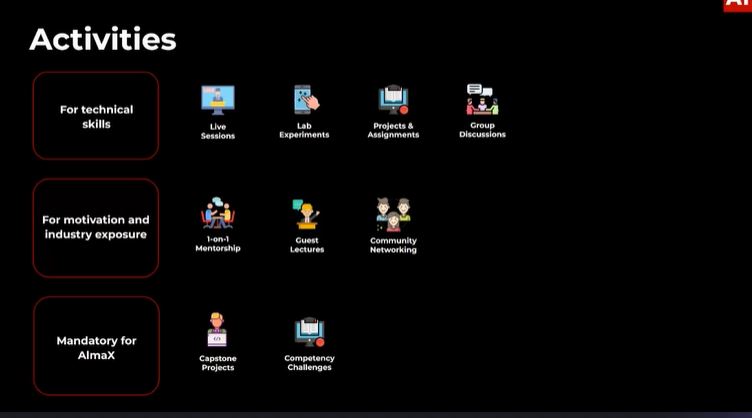 Activities
For technical
skills
Live
Sessions
Lab
Experiments
Projects &
Assignments
Group
Discussions
For motivation and
industry exposure
1-on-1
Mentorship
Guest
Lectures
Community
Networking
Mandatory for
AlmaX
Capstone
Projects
Competency
Challenges